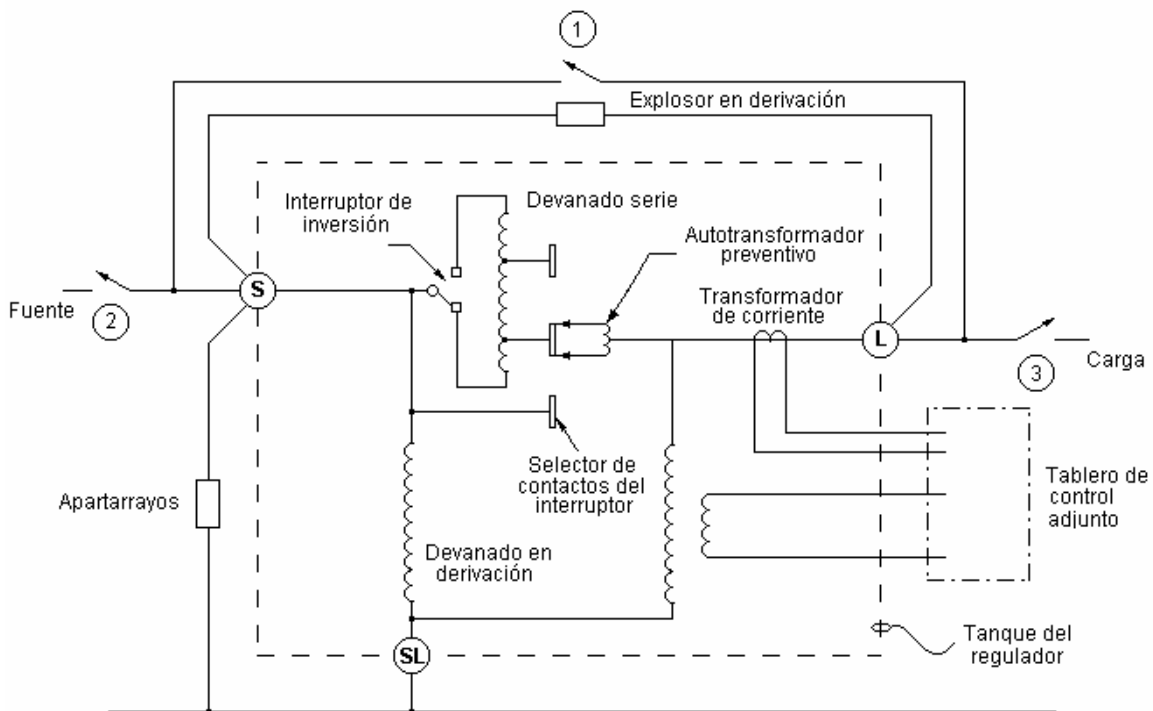 1
Explosor en derivación
Interruptor de
inversión
Devanado serie
Autotransformador
preventivo
Transformador
de corriente
S
Fuente
2
L
3
Carga
Selector de
contactos del
interruptor
Tablero de
control
adjunto
Apartarrayos
Devanado en
derivación
SL
Tanque del
regulador